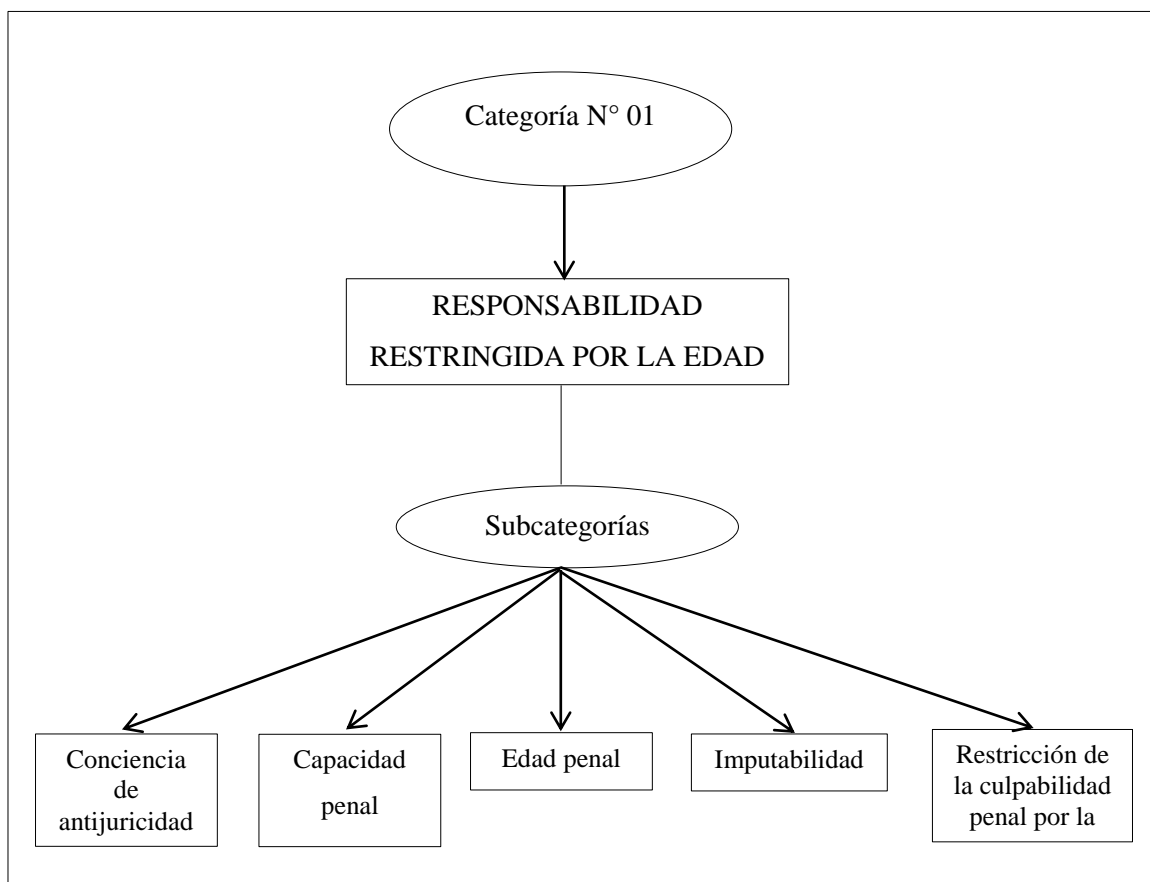 Categoría N° 01
RESPONSABILIDAD
RESTRINGIDA POR LA EDAD
Subcategorías
Conciencia
de
antijuricidad
Capacidad
penal
Edad penal
Imputabilidad
Restricción de
la culpabilidad
penal por la